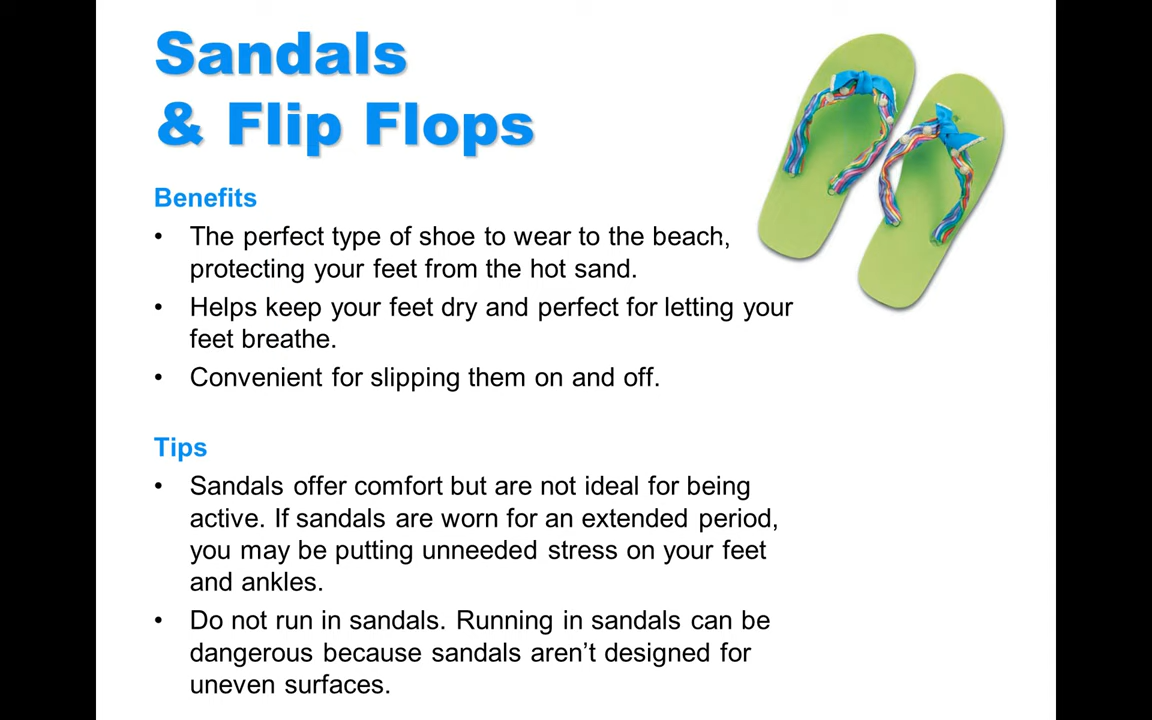 Sandals
& Flip Flops
Benefits
• The perfect type of shoe to wear to the beach,
protecting your feet from the hot sand.
• Helps keep your feet dry and perfect for letting your
feet breathe.
• Convenient for slipping them on and off.
Tips
• Sandals offer comfort but are not ideal for being
active. If sandals are worn for an extended period,
you may be putting unneeded stress on your feet
and ankles.
• Do not run in sandals. Running in sandals can be
dangerous because sandals aren’t designed for
uneven surfaces.